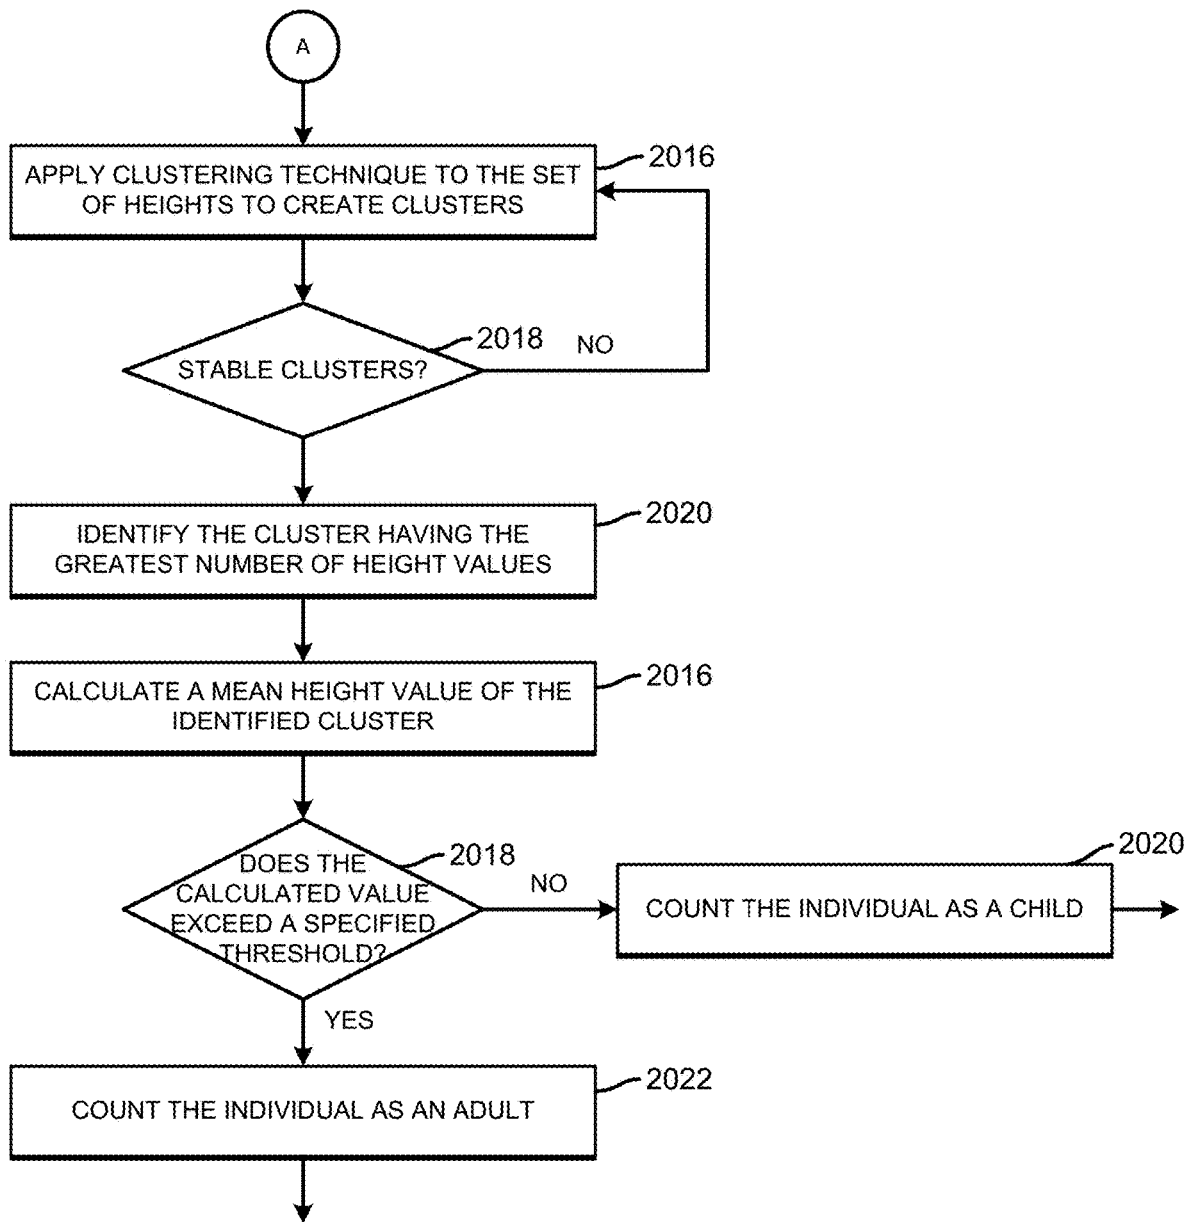 A
2016
APPLY CLUSTERING TECHNIQUE TO THE SET
OF HEIGHTS TO CREATE CLUSTERS
2018
NO
STABLE CLUSTERS?
2020
IDENTIFY THE CLUSTER HAVING THE
GREATEST NUMBER OF HEIGHT VALUES
2016
CALCULATE A MEAN HEIGHT VALUE OF THE
IDENTIFIED CLUSTER
2018
DOES THE
CALCULATED VALUE
EXCEED A SPECIFIED
THRESHOLD?
NO
2020
COUNT THE INDIVIDUAL AS A CHILD
YES
2022
COUNT THE INDIVIDUAL AS AN ADULT